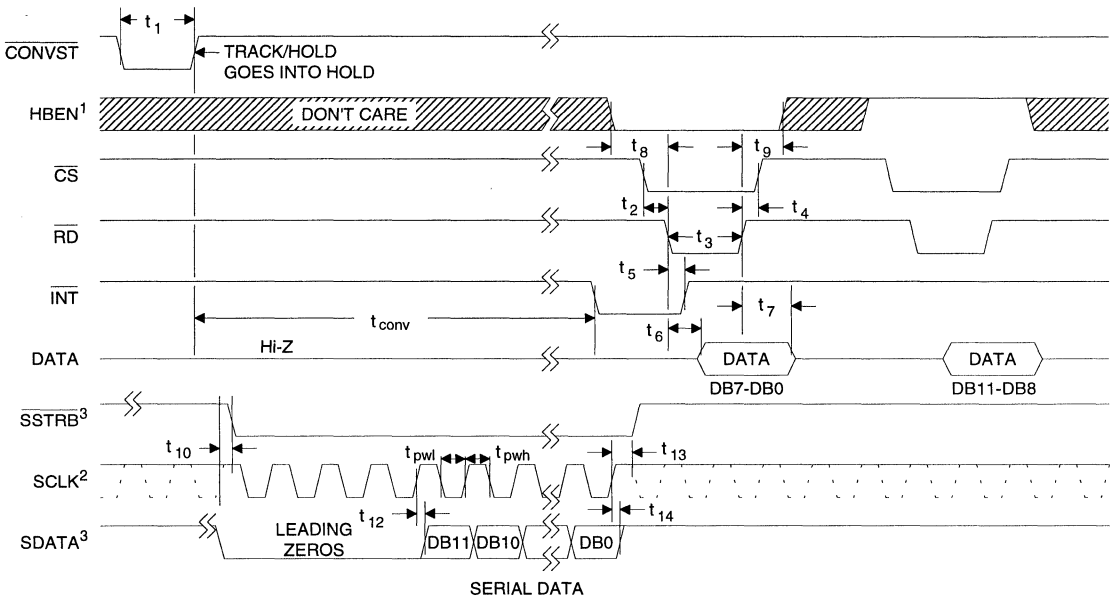 t1
CONVST
TRACK/HOLD
GOES INTO HOLD
HBEN¹
DON'T CARE
t8
t9
CS
t2
t4
RD
t3
t5
INT
t7
tconv
t6
Hi-Z
DATA
DATA
DATA
DB7-DB0
DB11-DB8
SSTRB³
t10
tpwl
tpwh
t13
SCLK²
t12
t14
LEADING
ZEROS
SDATA³
DB11
DB10
DB0
SERIAL DATA